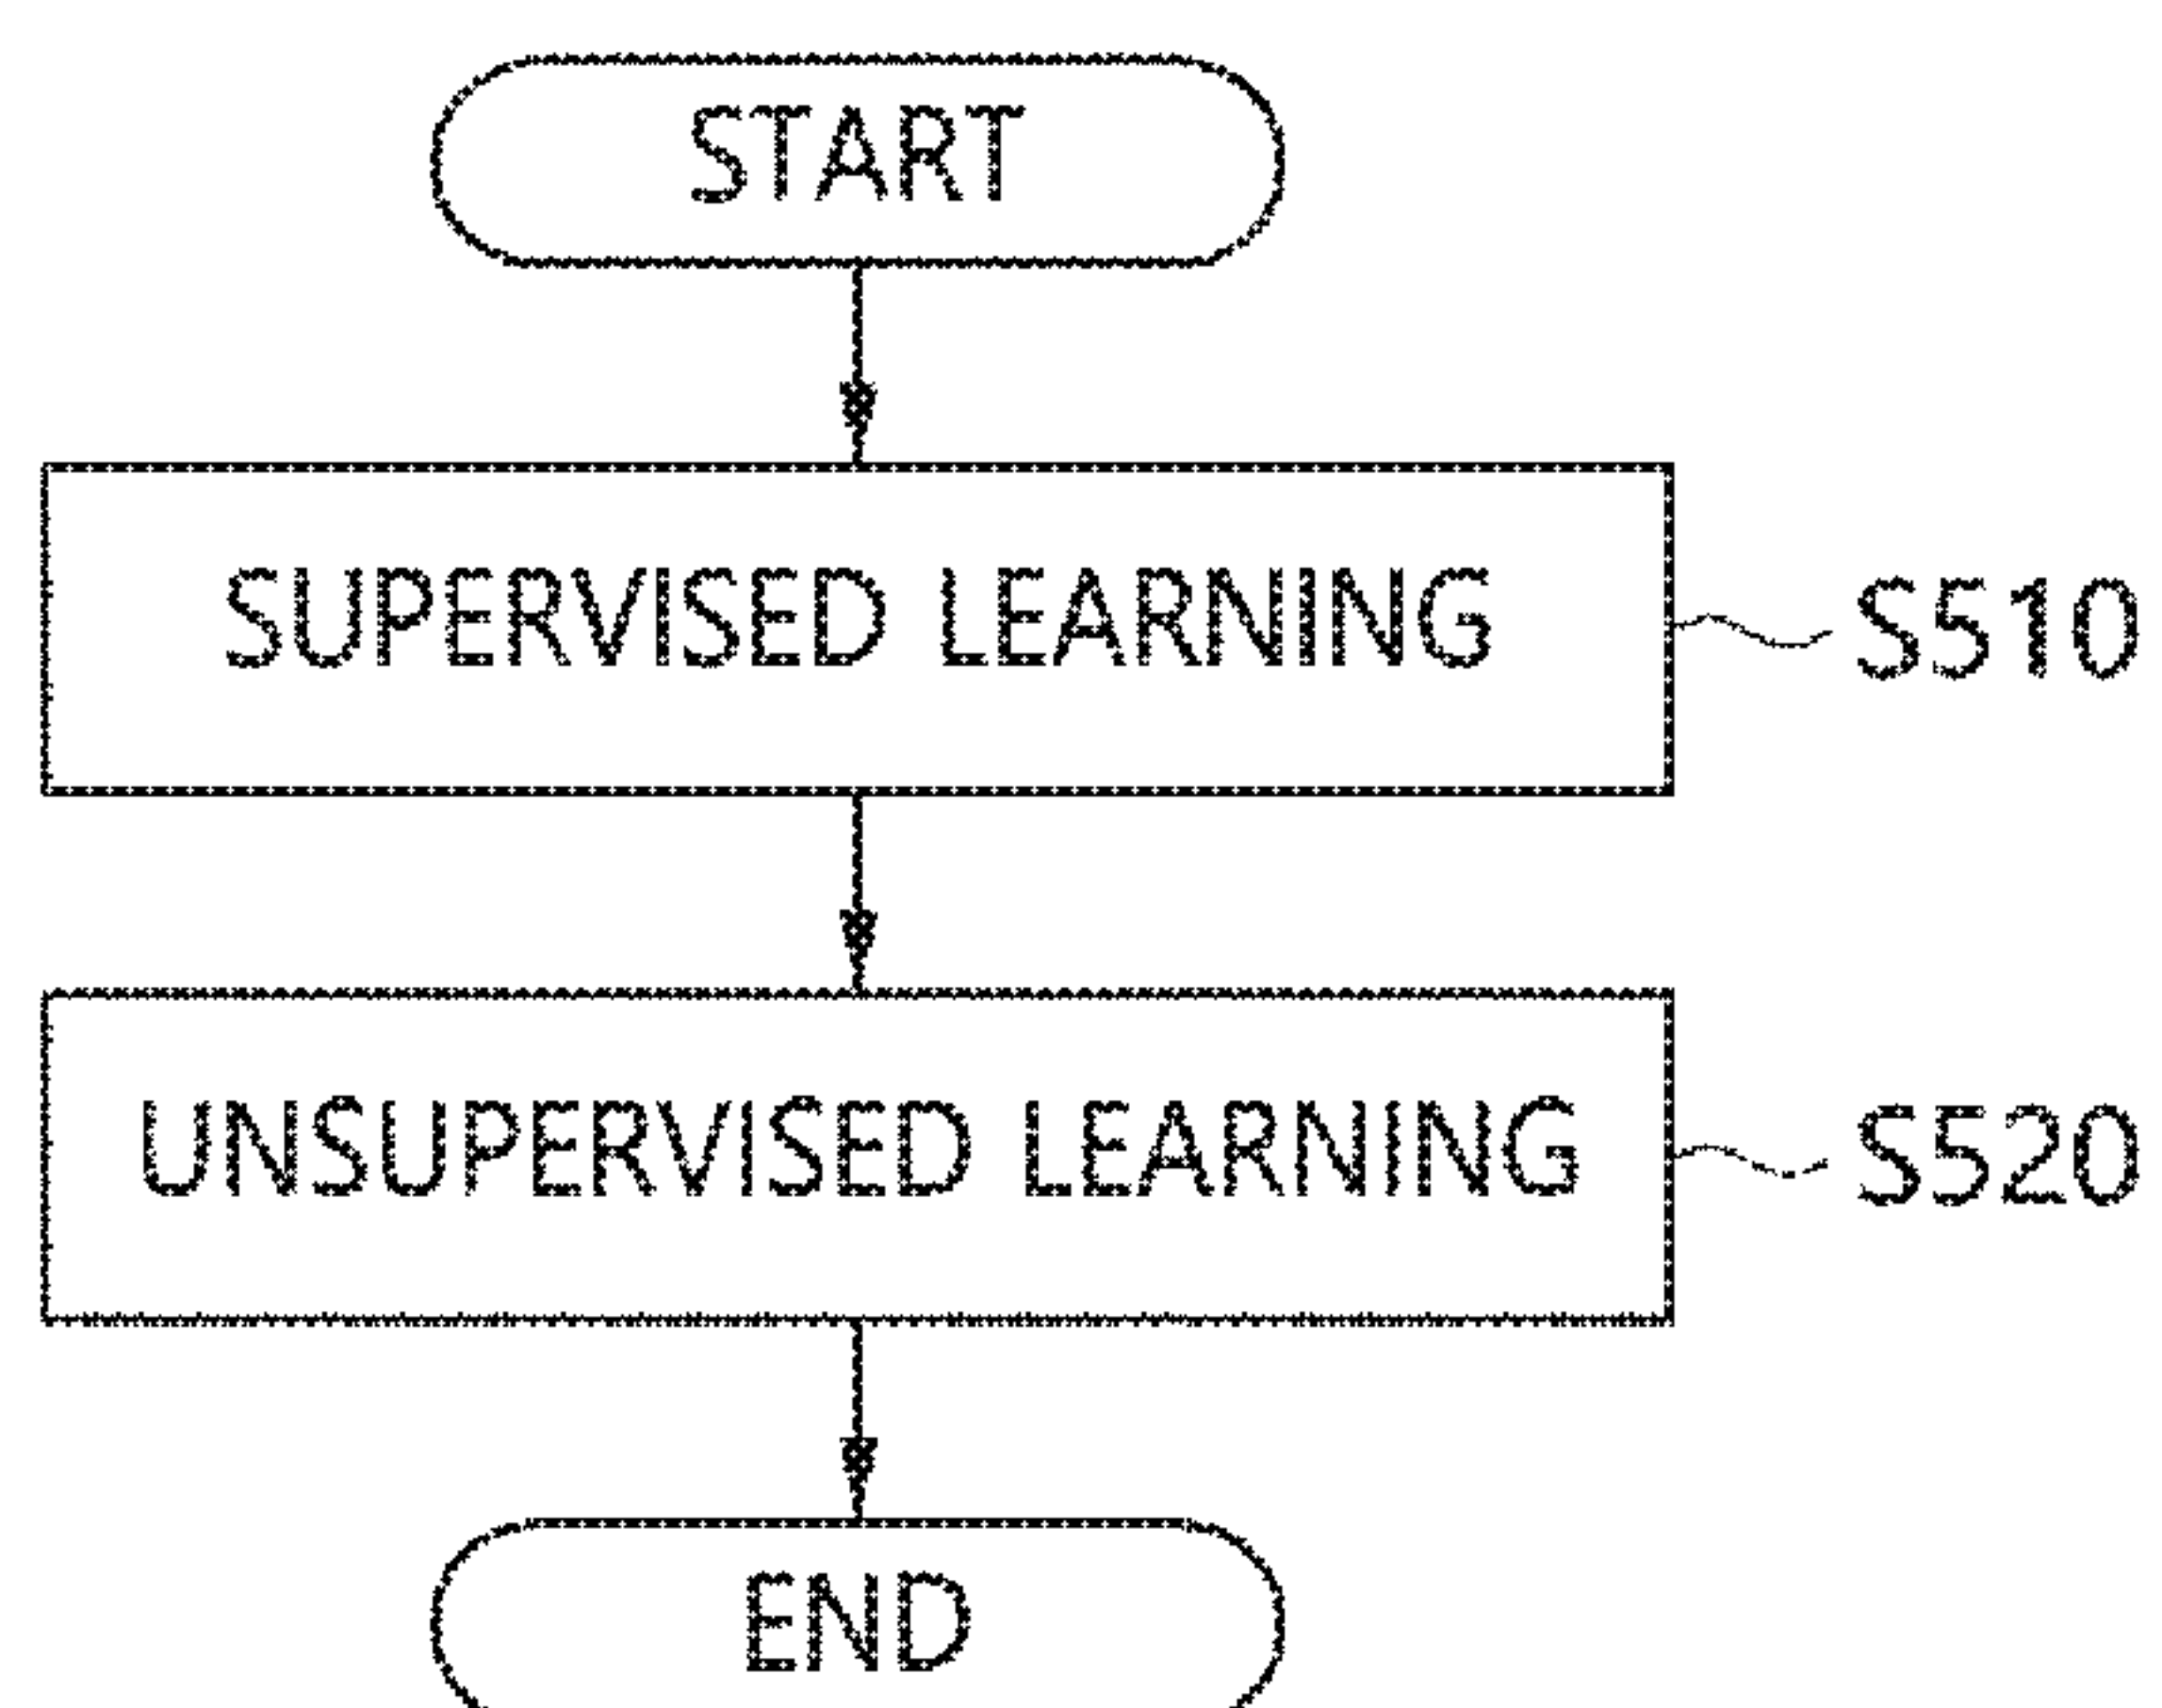 START
SUPERVISED LEARNING
S510
UNSUPERVISED LEARNING
S520
END